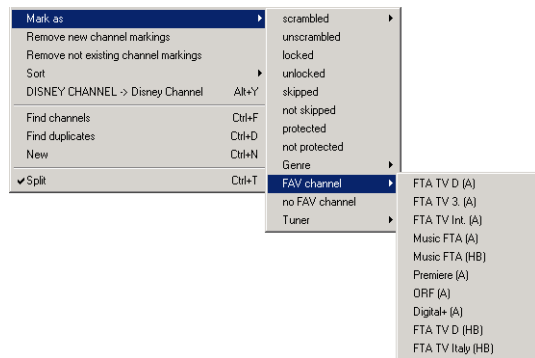 Mark as
Remove new channel markings
Remove not existing channel markings
Sort
DISNEY CHANNEL -> Disney Channel Alt+Y
Find channels Ctrl+F
Find duplicates Ctrl+D
New Ctrl+N
Split Ctrl+T
scrambled
unscrambled
locked
unlocked
skipped
not skipped
protected
not protected
Genre
FAV channel
no FAV channel
Tuner
FTA TV D (A)
FTA TV 3. (A)
FTA TV Int. (A)
Music FTA (A)
Music FTA (HB)
Premiere (A)
ORF (A)
Digital+ (A)
FTA TV D (HB)
FTA TV Italy (HB)